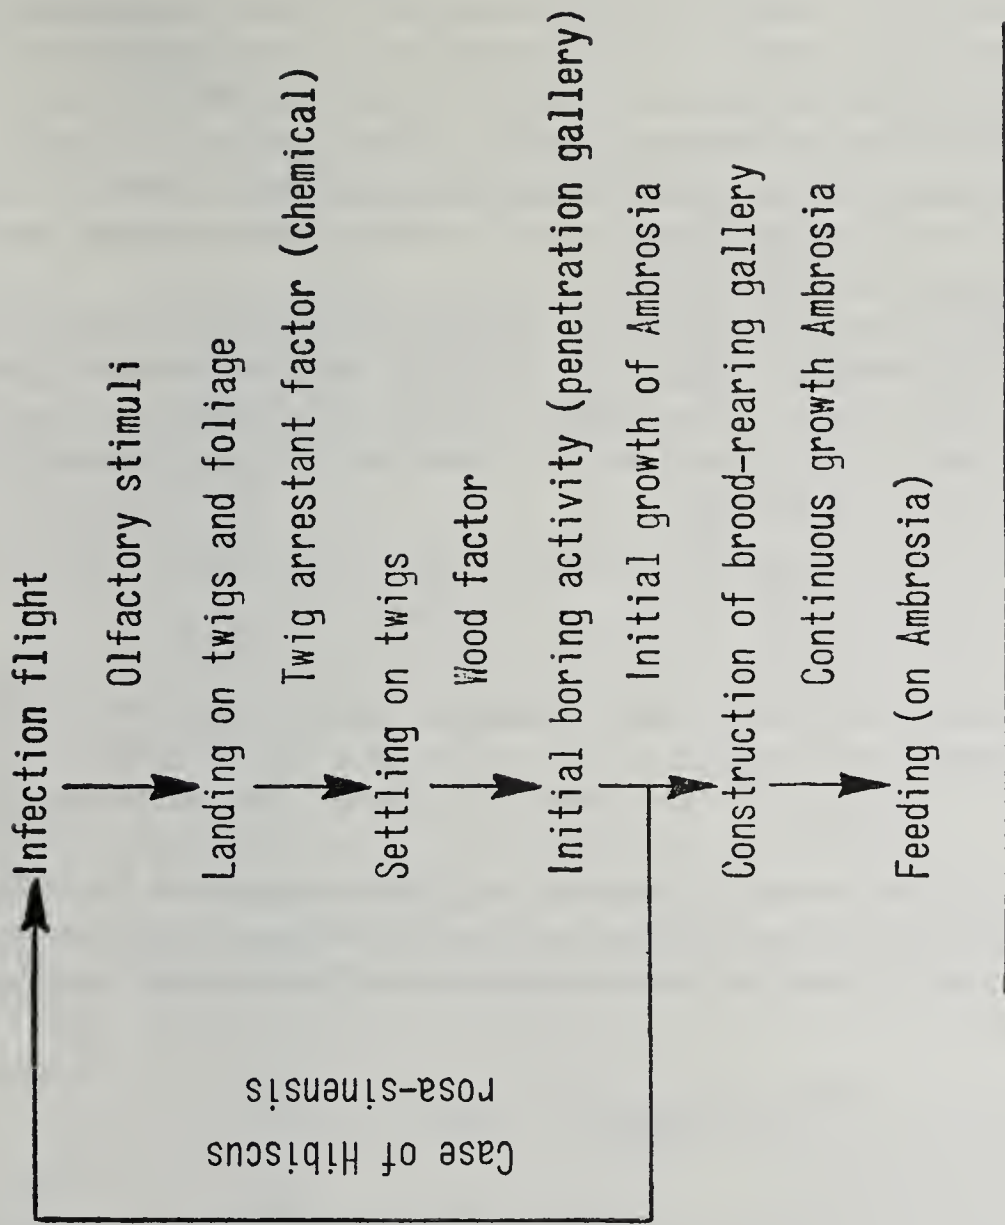 Infection flight
Olfactory stimuli
Landing on twigs and foliage
Twig arrestant factor (chemical)
Settling on twigs
Wood factor
Initial boring activity (penetration gallery)
Initial growth of Ambrosia
Construction of brood-rearing gallery
Continuous growth Ambrosia
Feeding (on Ambrosia)
Case of Hibiscus
rosa-sinensis